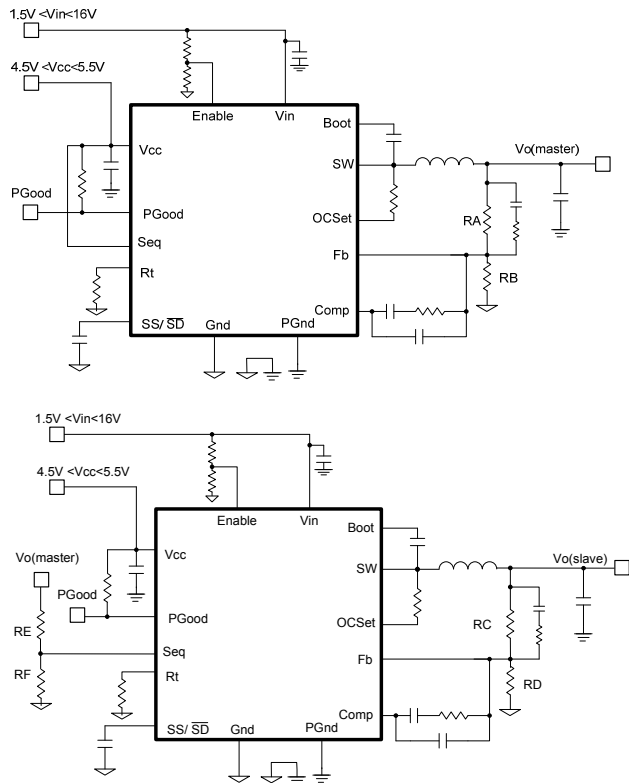 1.5V <Vin<16V
4.5V <Vcc<5.5V
Enable
Vin
Boot
Vcc
Vo(master)
SW
PGood
PGood
OCSet
RA
Seq
Fb
Rt
RB
Comp
SS/ SD
Gnd
PGnd
1.5V <Vin<16V
4.5V <Vcc<5.5V
Enable
Vin
Boot
Vo(master)
Vcc
Vo(slave)
SW
PGood
PGood
RE
OCSet
RC
Seq
Fb
RF
Rt
RD
Comp
SS/ SD
Gnd
PGnd